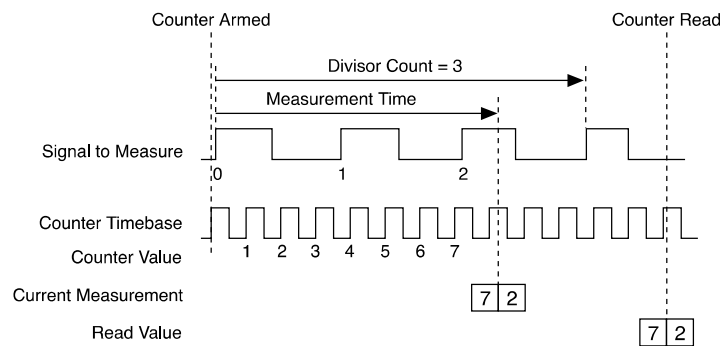 Counter Armed Counter Read
Divisor Count = 3
Measurement Time
Signal to Measure
0 1 2
Counter Timebase
Counter Value 1 2 3 4 5 6 7
Current Measurement 7 2
Read Value 7 2